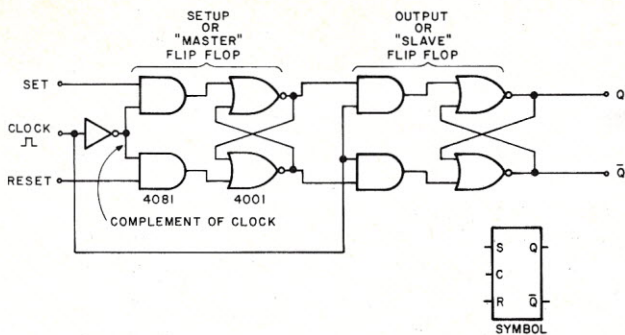 SETUP
OR
"MASTER"
FLIP FLOP
OUTPUT
OR
"SLAVE"
FLIP FLOP
SET
Q
CLOCK
RESET
Q̅
4081
4001
COMPLEMENT OF CLOCK
S Q
C
R Q̅
SYMBOL